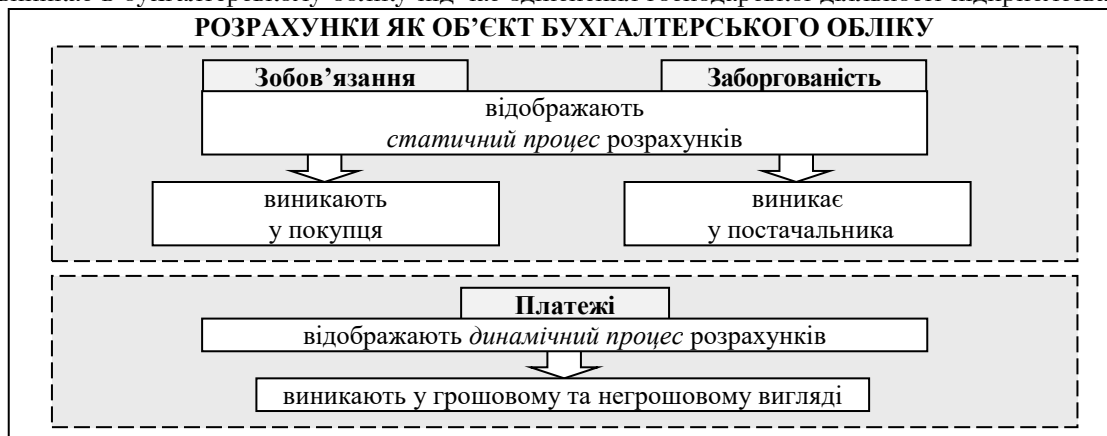 РОЗРАХУНКИ ЯК ОБ’ЄКТ БУХГАЛТЕРСЬКОГО ОБЛІКУ
Зобов’язання
Заборгованість
відображають
статичний процес розрахунків
виникають
у покупця
виникає
у постачальника
Платежі
відображають динамічний процес розрахунків
виникають у грошовому та негрошовому вигляді